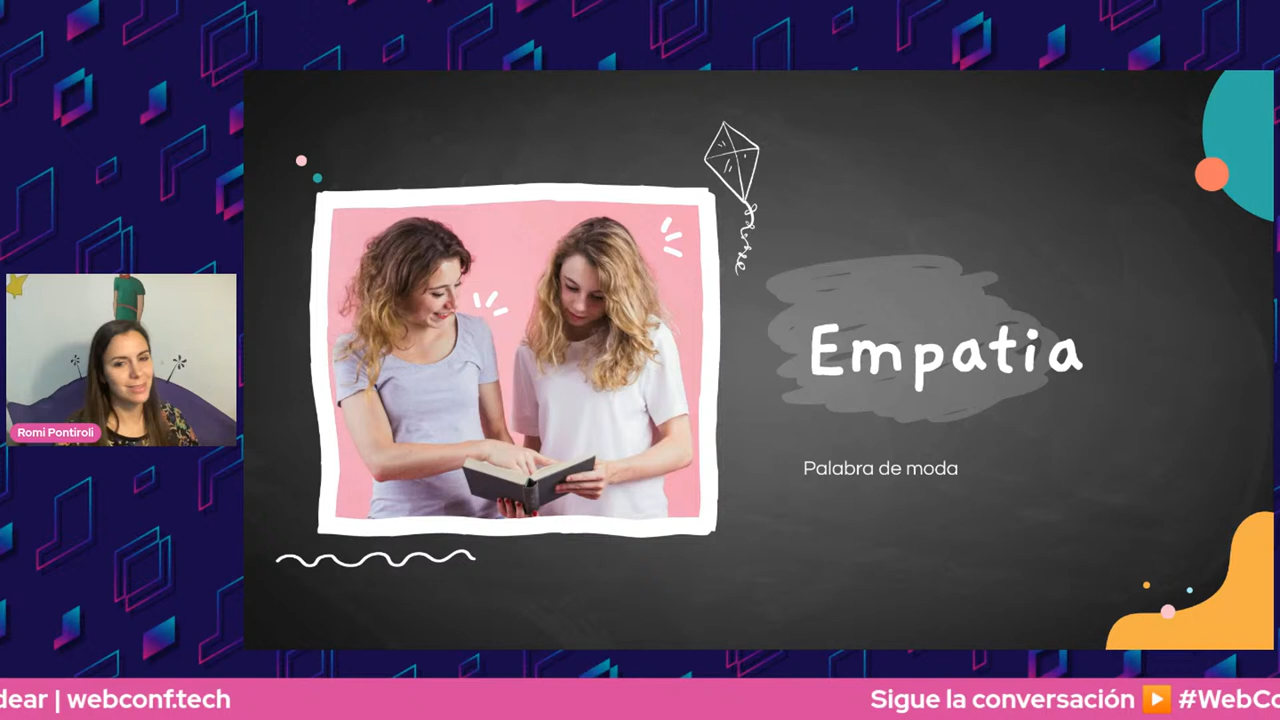 Empatia
Palabra de moda
Romi Pontiroli
dear | webconf.tech
Sigue la conversación ▶️ #WebCo